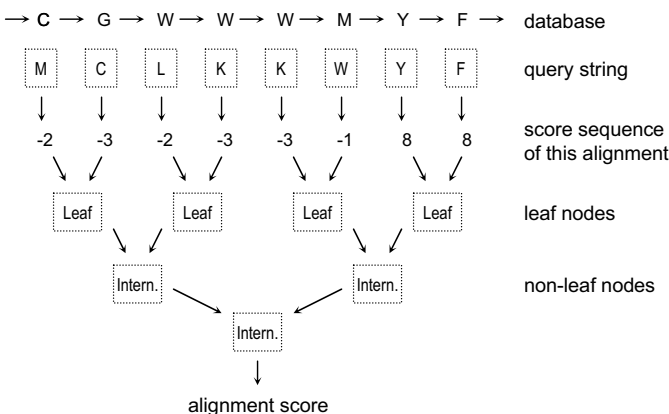 C G W W W M Y F database
M C L K K W Y F query string
-2 -3 -2 -3 -3 -1 8 8 score sequence
of this alignment
Leaf Leaf Leaf Leaf leaf nodes
Intern. Intern. non-leaf nodes
Intern.
alignment score